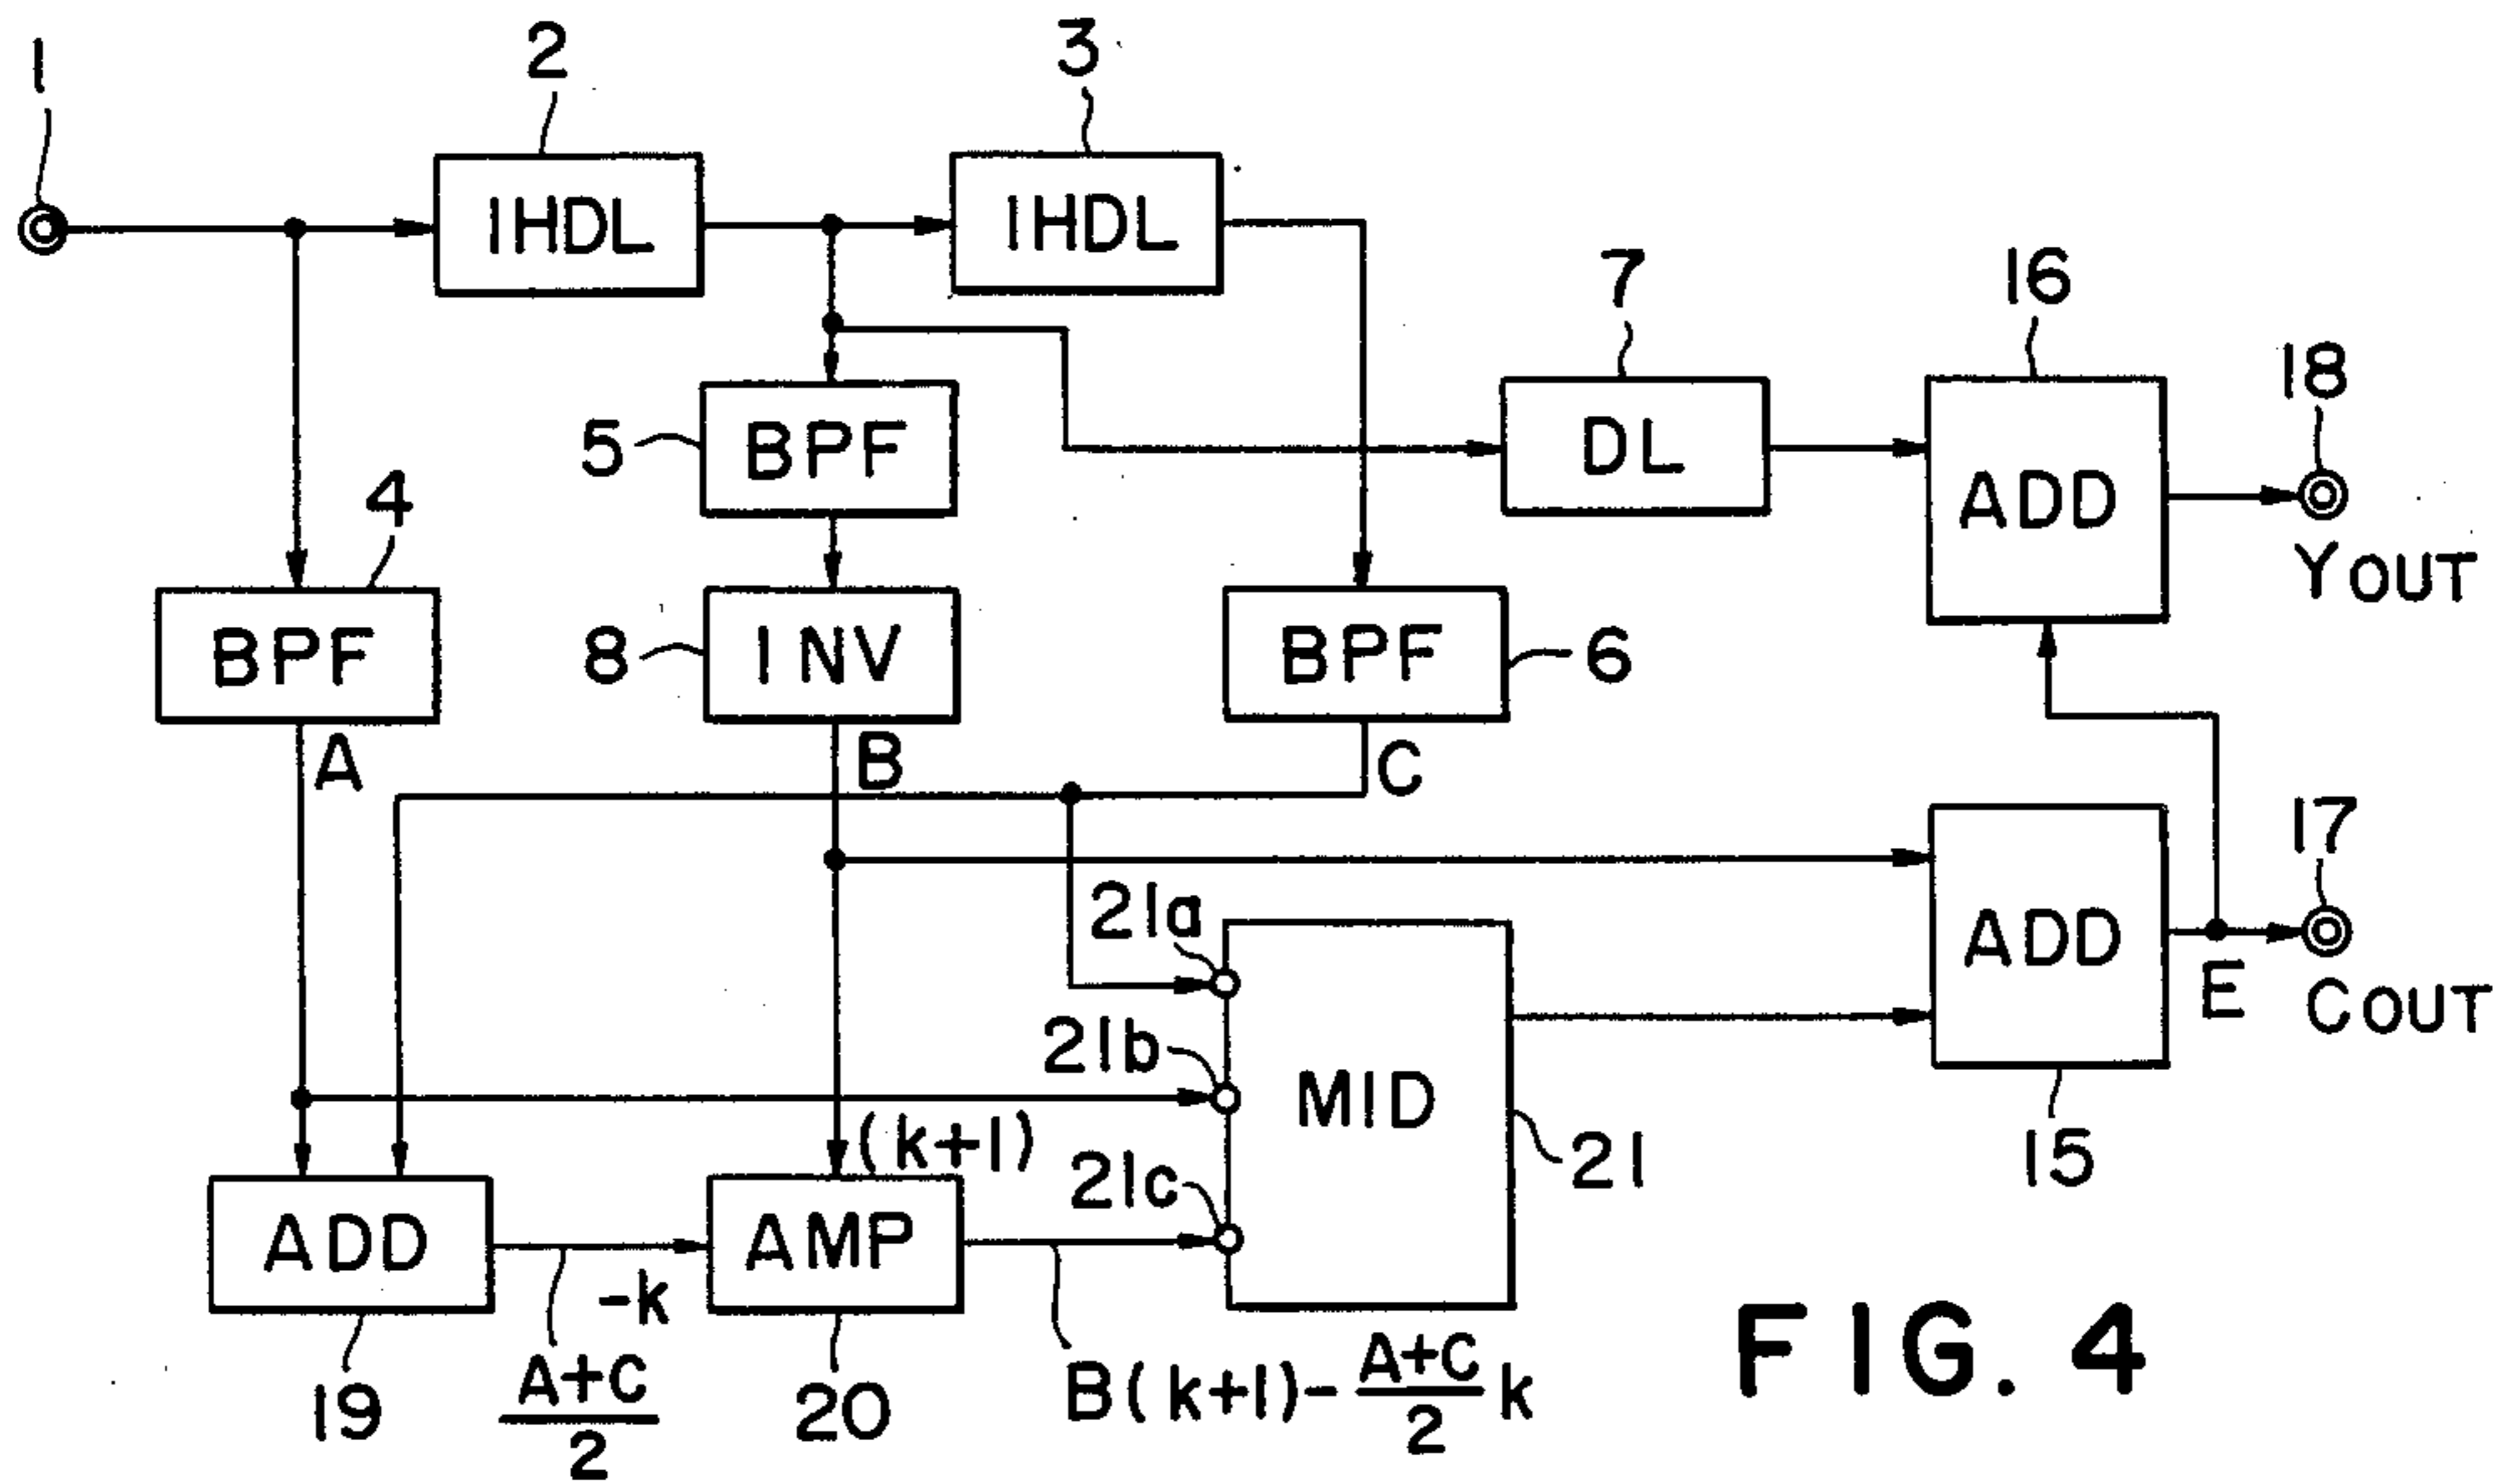 1
2
3
1HDL
1HDL
7
16
18
5
BPF
DL
ADD
4
YOUT
BPF
8
INV
BPF
6
A
B
C
17
21a
ADD
E
COUT
21b
MID
(k+1)
21
15
21c
ADD
AMP
-k
19
A+C
2
20
B(k+1)- A+C k
2
FIG. 4